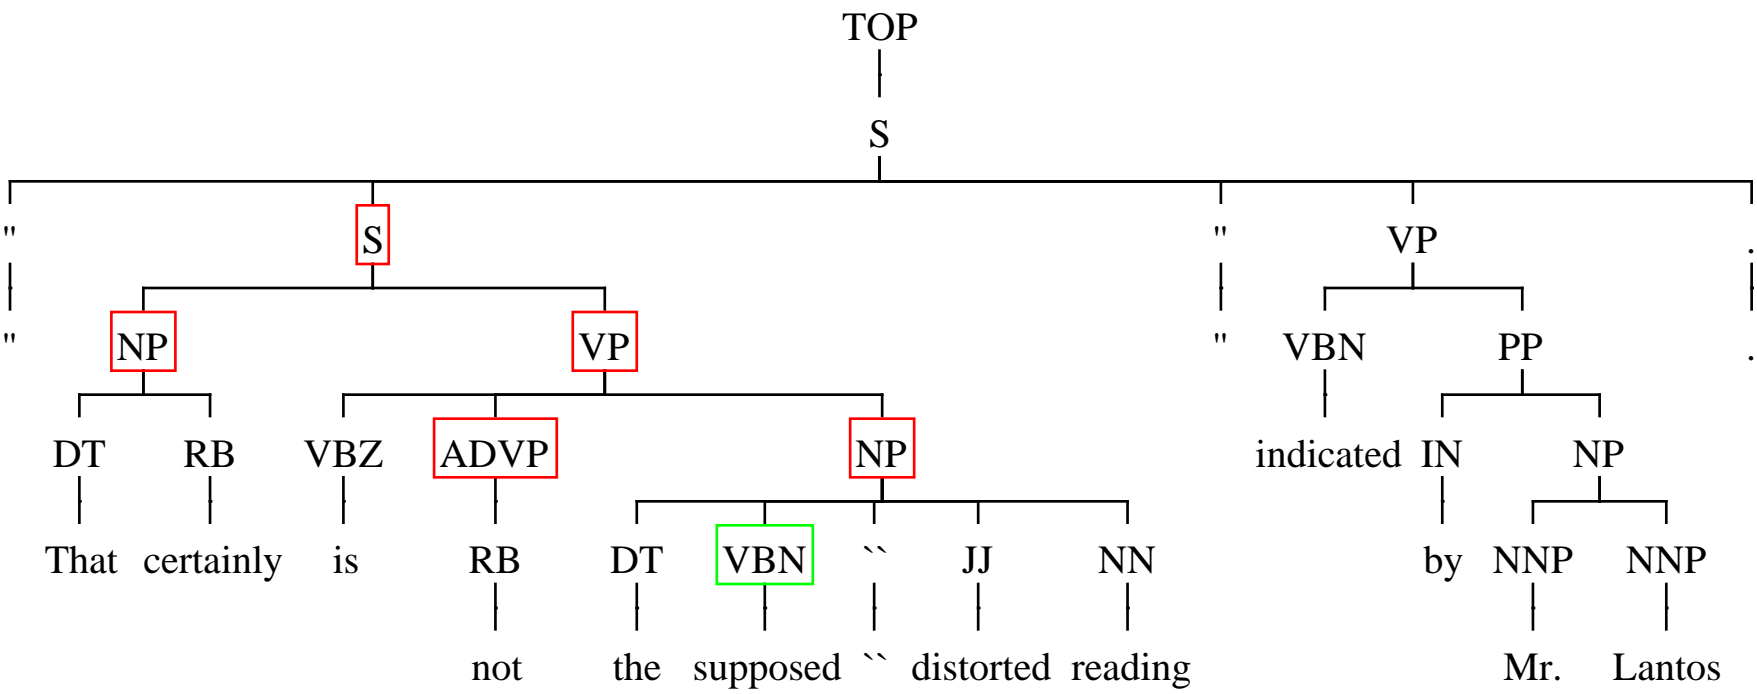 TOP
S
" S " VP .
" NP VP " VBN PP .
DT RB VBZ ADVP NP indicated IN NP
That certainly is RB DT VBN `` JJ NN by NNP NNP
not the supposed `` distorted reading Mr. Lantos